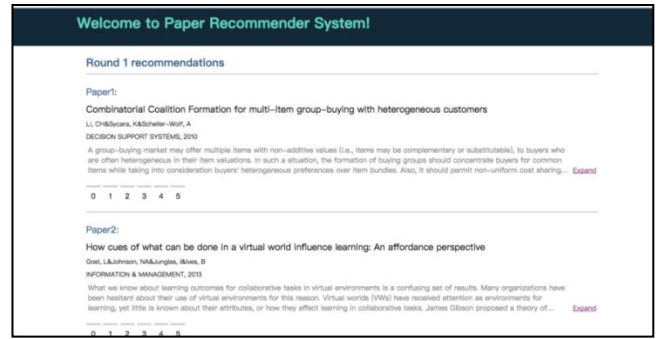 Welcome to Paper Recommender System!
Round 1 recommendations
Paper1:
Combinatorial Coalition Formation for multi-item group-buying with heterogeneous customers
Li, CH&Sycara, K&Scheller-Wolf, A
DECISION SUPPORT SYSTEMS, 2010
A group-buying market may offer multiple items with non-additive values (i.e., items may be complementary or substitutable), to buyers who
are often heterogeneous in their item valuations. In such a situation, the formation of buying groups should concentrate buyers for common
items while taking into consideration buyers' heterogeneous preferences over item bundles. Also, it should permit non-uniform cost sharing... Expand
0 1 2 3 4 5
Paper2:
How cues of what can be done in a virtual world influence learning: An affordance perspective
Goel, L&Johnson, NA&Junglas, I&Ives, B
INFORMATION & MANAGEMENT, 2013
What we know about learning outcomes for collaborative tasks in virtual environments is a confusing set of results. Many organizations have
been hesitant about their use of virtual environments for this reason. Virtual worlds (VWs) have received attention as environments for
learning, yet little is known about their attributes, or how they affect learning in collaborative tasks. James Gibson proposed a theory of... Expand
0 1 2 3 4 5